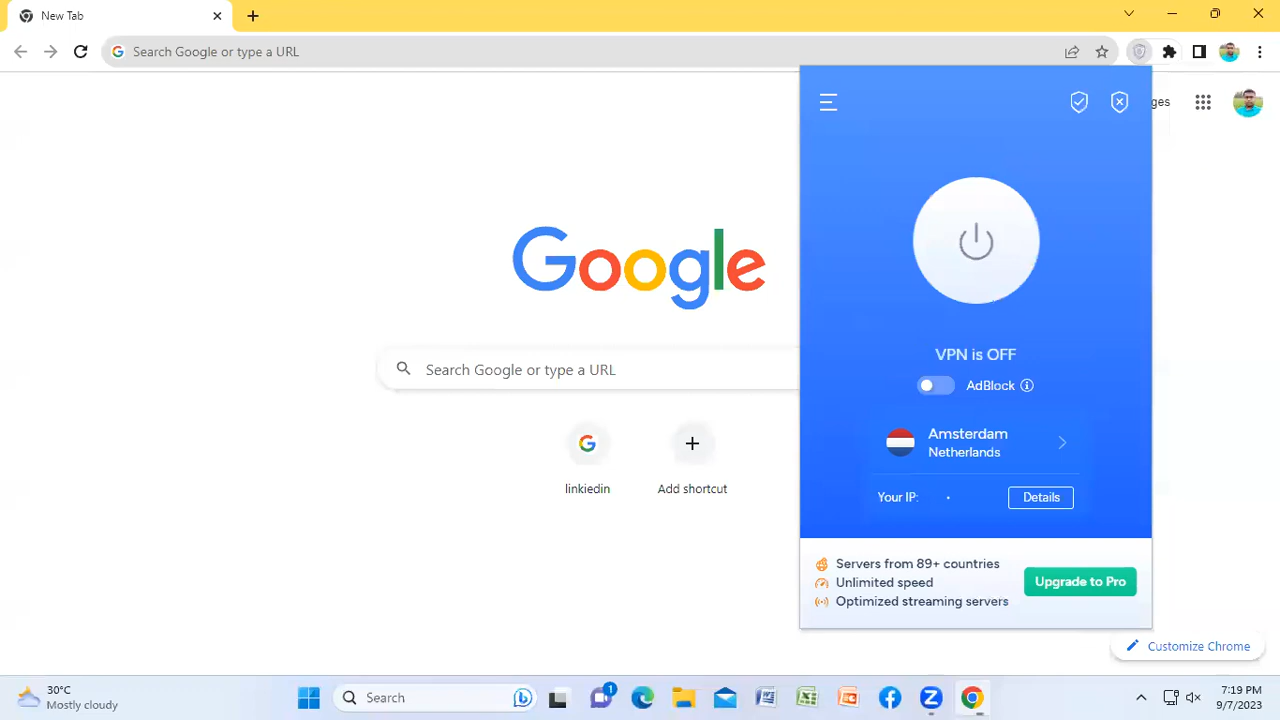 New Tab
Search Google or type a URL
Google
Search Google or type a URL
linkiedin
Add shortcut
VPN is OFF
AdBlock
Amsterdam
Netherlands
Your IP:
Details
Servers from 89+ countries
Unlimited speed
Optimized streaming servers
Upgrade to Pro
Customize Chrome
30°C
Mostly cloudy
Search
1
7:19 PM
9/7/2023